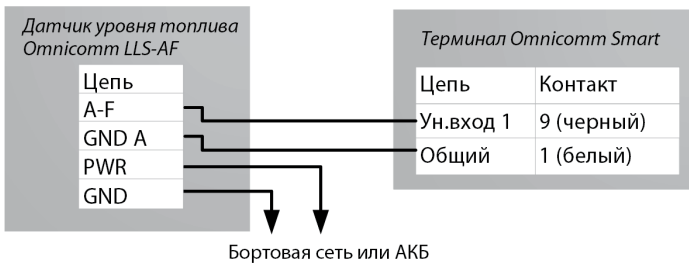 Датчик уровня топлива
Omnicomm LLS-AF
Цепь
A-F
GND A
PWR
GND
Терминал Omnicomm Smart
Цепь Контакт
Ун.вход 1 9 (черный)
Общий 1 (белый)
Бортовая сеть или АКБ